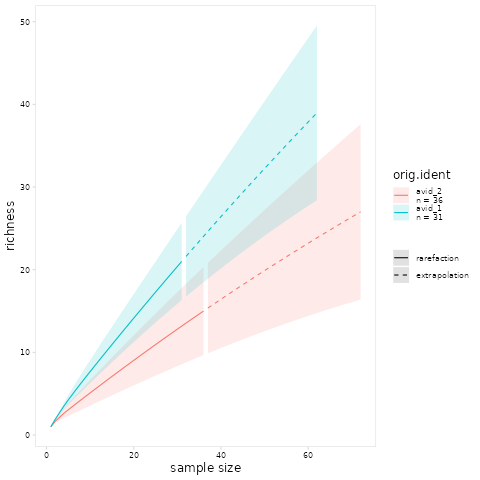 50
40
30
20
10
0
0
20
40
60
richness
sample size
orig.ident
avid_2
n = 36
avid_1
n = 31
rarefaction
extrapolation